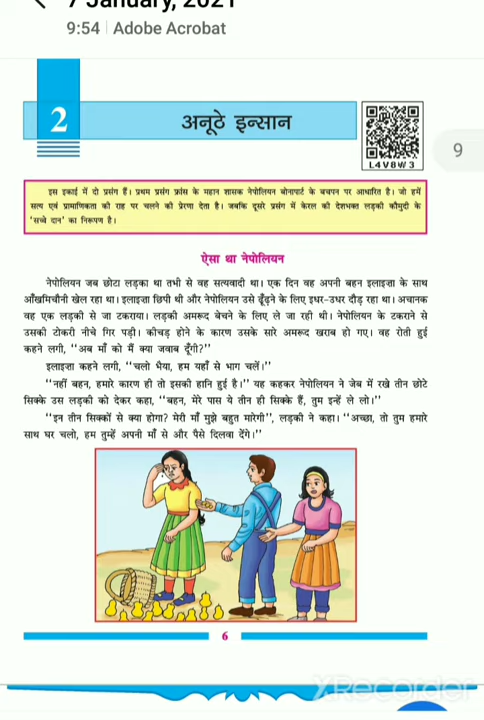 7 January, 2021
9:54 | Adobe Acrobat
2
अनूठे इन्सान
L4V8W3
9
इस इकाई में दो प्रसंग हैं। प्रथम प्रसंग फ्रांस के महान शासक नेपोलियन बोनापार्ट के बचपन पर आधारित है। जो हमें
सत्य एवं प्रामाणिकता की राह पर चलने की प्रेरणा देता है। जबकि दूसरे प्रसंग में केरल की देशभक्त लड़की कौमुदी के
‘सच्चे दान’ का निरूपण है।
ऐसा था नेपोलियन
नेपोलियन जब छोटा लड़का था तभी से वह सत्यवादी था। एक दिन वह अपनी बहन इलाइज़ा के साथ
आँखमिचौनी खेल रहा था। इलाइज़ा छिपी थी और नेपोलियन उसे ढूँढ़ने के लिए इधर-उधर दौड़ रहा था। अचानक
वह एक लड़की से जा टकराया। लड़की अमरूद बेचने के लिए ले जा रही थी। नेपोलियन के टकराने से
उसकी टोकरी नीचे गिर पड़ी। कीचड़ होने के कारण उसके सारे अमरूद खराब हो गए। वह रोती हुई
कहने लगी, ‘‘अब माँ को मैं क्या जवाब दूँगी?’’
इलाइज़ा कहने लगी, ‘‘चलो भैया, हम यहाँ से भाग चलें।’’
‘‘नहीं बहन, हमारे कारण ही तो इसकी हानि हुई है।’’ यह कहकर नेपोलियन ने जेब में रखे तीन छोटे
सिक्के उस लड़की को देकर कहा, ‘‘बहन, मेरे पास ये तीन ही सिक्के हैं, तुम इन्हें ले लो।’’
‘‘इन तीन सिक्कों से क्या होगा? मेरी माँ मुझे बहुत मारेगी’’, लड़की ने कहा। ‘‘अच्छा, तो तुम हमारे
साथ घर चलो, हम तुम्हें अपनी माँ से और पैसे दिलवा देंगे।’’
6
XRecorder